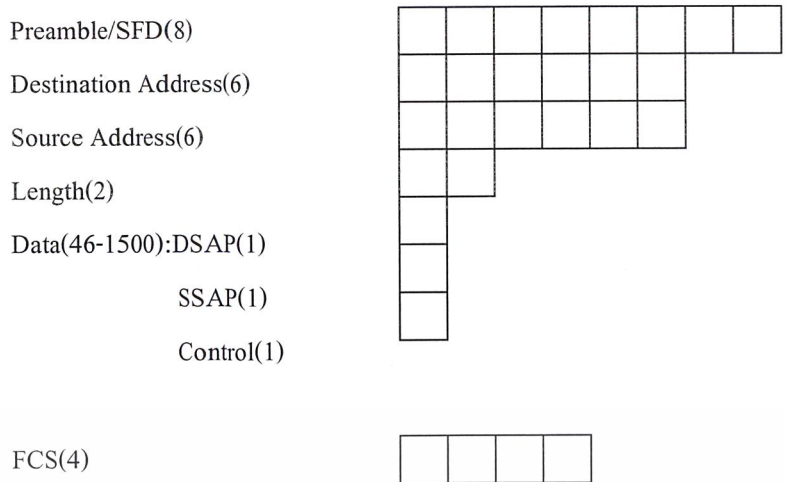 Preamble/SFD(8)
Destination Address(6)
Source Address(6)
Length(2)
Data(46-1500):DSAP(1)
SSAP(1)
Control(1)
FCS(4)